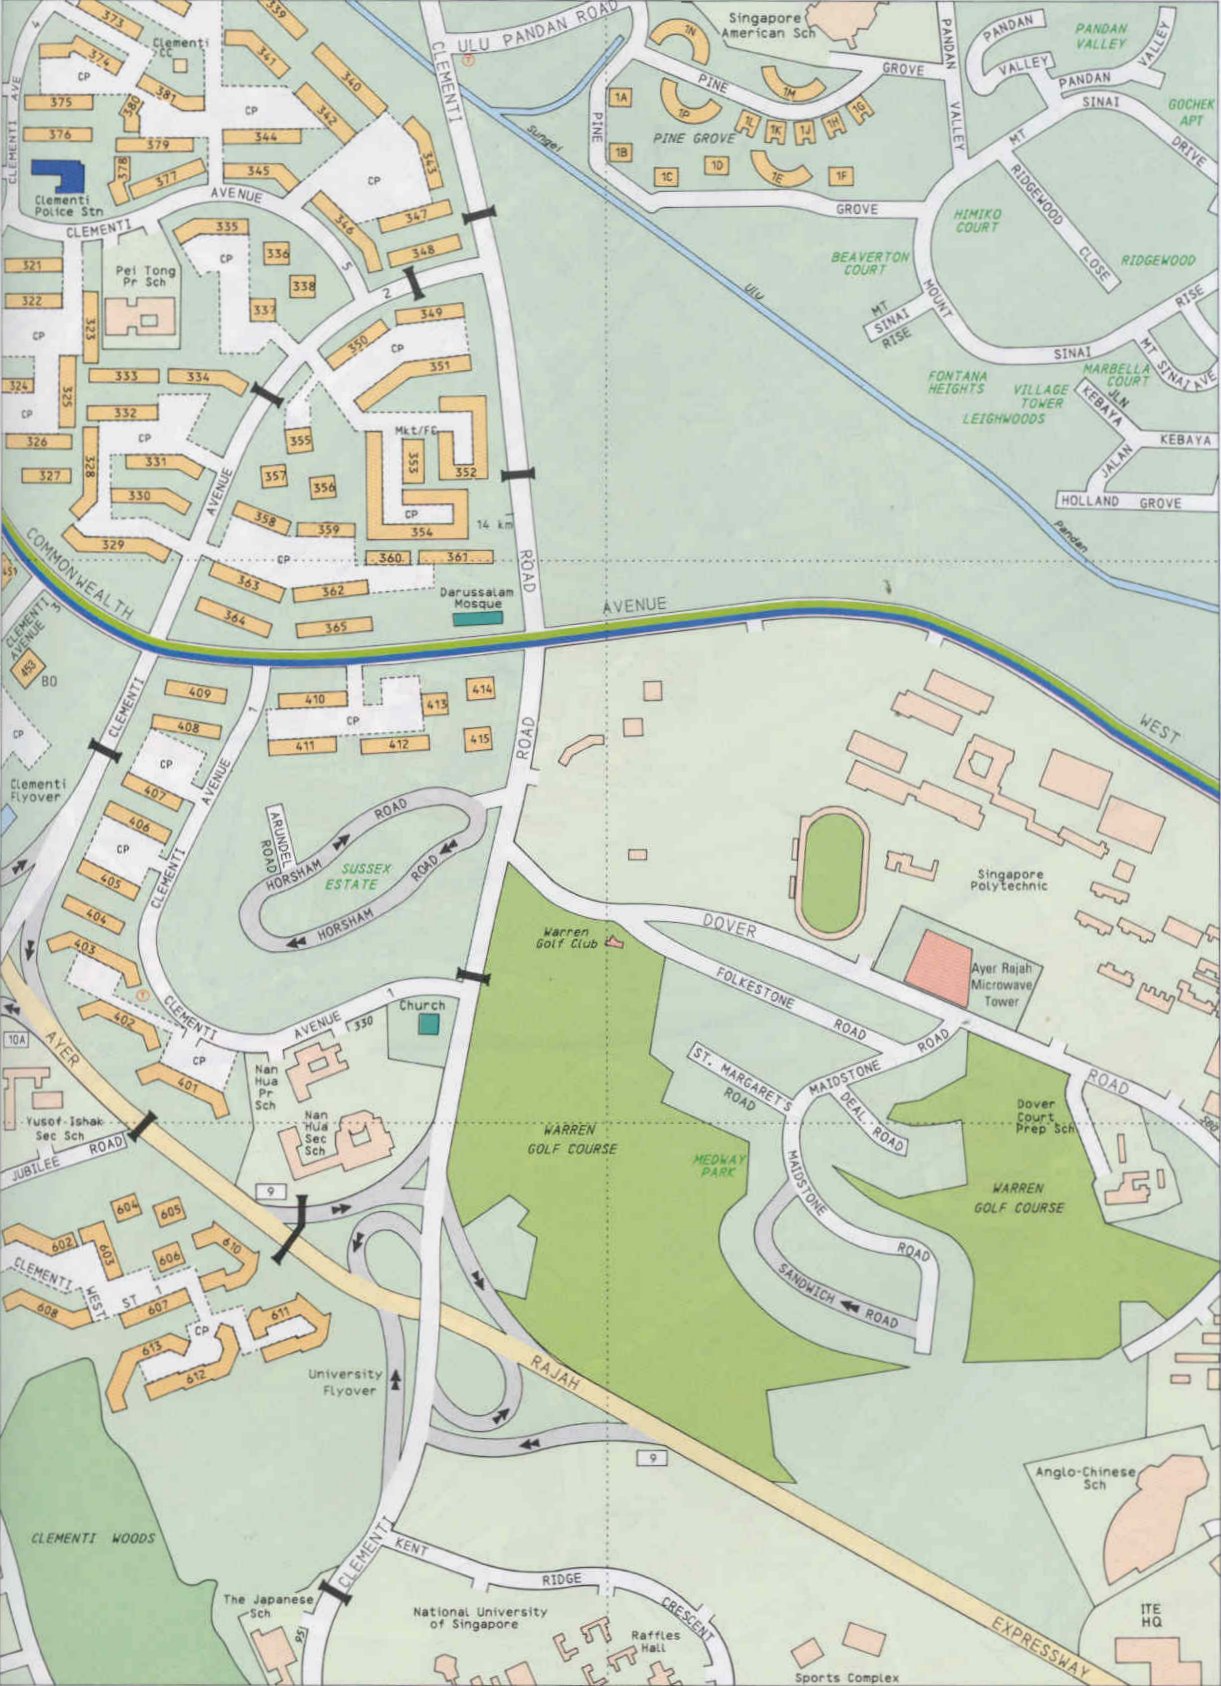 373
339
Clementi
CC
374
CP
341
340
381
CLEMENTI
ULU PANDAN ROAD
Singapore
American Sch
1N
PINE
GROVE
PANDAN
VALLEY
PANDAN
VALLEY
PANDAN
VALLEY
PANDAN
VALLEY
SINAI
GOCHEK
APT
DRIVE
MT
4
CLEMENTI AVE
375
380
CP
342
376
344
379
345
378
377
343
CP
Clementi
Police Stn
CLEMENTI
AVENUE
5
346
347
348
1A
PINE
1P
1M
1L
1K
1J
1H
1G
PINE GROVE
1B
1C
1D
1E
1F
GROVE
Sungei
Ulu
Pandan
RIDGEWOOD
CLOSE
HIMIKO
COURT
BEAVERTON
COURT
RIDGEWOOD
MOUNT
SINAI
RISE
MT
SINAI
RISE
MT SINAI AVE
FONTANA
HEIGHTS
VILLAGE
TOWER
LEIGHWOODS
MARBELLA
COURT
JLN
KEBAYA
KEBAYA
JALAN
HOLLAND GROVE
335
336
CP
338
337
321
322
CP
323
Pei Tong
Pr Sch
2
349
350
CP
351
324
CP
325
333
334
332
CP
326
327
328
331
330
329
AVENUE
Mkt/FC
355
353
352
357
356
CP
354
358
359
14 km
CP
360
361
363
362
364
365
Darussalam
Mosque
ROAD
COMMONWEALTH
AVENUE
WEST
451
CLEMENTI
AVENUE
3
453
BO
CP
CLEMENTI
409
408
CP
407
406
CP
405
404
403
402
CP
401
1
AVENUE
CLEMENTI
410
CP
411
412
413
414
415
ROAD
Clementi
Flyover
ARUNDEL
ROAD
HORSHAM
ROAD
SUSSEX
ESTATE
HORSHAM
ROAD
Singapore
Polytechnic
Warren
Golf Club
DOVER
ROAD
Ayer Rajah
Microwave
Tower
FOLKESTONE
ROAD
ST. MARGARET'S
ROAD
MAIDSTONE
ROAD
DEAL ROAD
MEDWAY
PARK
MAIDSTONE
ROAD
SANDWICH
ROAD
Dover
Court
Prep Sch
580
WARREN
GOLF COURSE
WARREN
GOLF COURSE
CLEMENTI
AVENUE
1
330
Church
Nan
Hua
Pr
Sch
Nan
Hua
Sec
Sch
10A
AYER
Yusof Ishak
Sec Sch
JUBILEE ROAD
9
602
603
604
605
606
610
CLEMENTI
WEST
ST 1
607
608
611
CP
613
612
University
Flyover
RAJAH
EXPRESSWAY
9
CLEMENTI WOODS
CLEMENTI
KENT
RIDGE
CRESCENT
The Japanese
Sch
951
National University
of Singapore
Raffles
Hall
Sports Complex
Anglo-Chinese
Sch
ITE
HQ